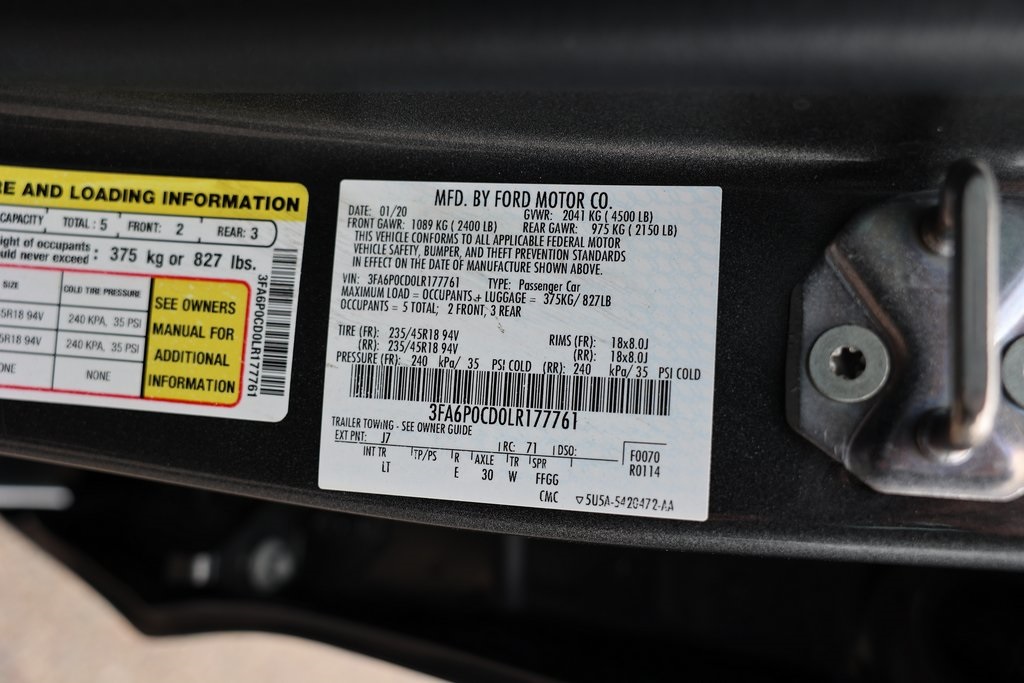 RE AND LOADING INFORMATION
CAPACITY TOTAL : 5 FRONT: 2 REAR: 3
ight of occupants
uld never exceed : 375 kg or 827 lbs.
SIZE COLD TIRE PRESSURE
5R18 94V 240 KPA, 35 PSI
5R18 94V 240 KPA, 35 PSI
ONE NONE
SEE OWNERS
MANUAL FOR
ADDITIONAL
INFORMATION
3FA6P0CD0LR177761
MFD. BY FORD MOTOR CO.
DATE: 01/20 GVWR: 2041 KG ( 4500 LB)
FRONT GAWR: 1089 KG ( 2400 LB) REAR GAWR: 975 KG ( 2150 LB)
THIS VEHICLE CONFORMS TO ALL APPLICABLE FEDERAL MOTOR
VEHICLE SAFETY, BUMPER, AND THEFT PREVENTION STANDARDS
IN EFFECT ON THE DATE OF MANUFACTURE SHOWN ABOVE.
VIN: 3FA6P0CD0LR177761 TYPE: Passenger Car
MAXIMUM LOAD = OCCUPANTS + LUGGAGE = 375KG/827LB
OCCUPANTS = 5 TOTAL; 2 FRONT, 3 REAR
TIRE (FR): 235/45R18 94V RIMS (FR): 18x8.0J
(RR): 235/45R18 94V (RR): 18x8.0J
PRESSURE (FR): 240 kPa/ 35 PSI COLD (RR): 240 kPa/ 35 PSI COLD
3FA6P0CD0LR177761
TRAILER TOWING - SEE OWNER GUIDE
EXT PNT: J7 RC: 71 DSO: F0070
INT TR TP/PS R AXLE TR SPR R0114
LT E 30 W FFGG
CMC ▽5U5A-5420472-AA